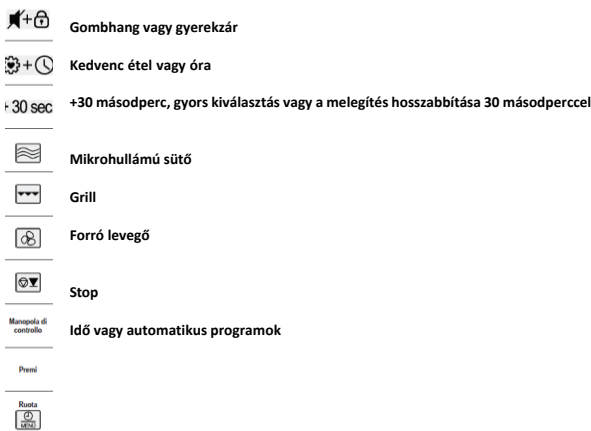 Gombhang vagy gyerekzár
Kedvenc étel vagy óra
+ 30 sec
+30 másodperc, gyors kiválasztás vagy a melegítés hosszabbítása 30 másodperccel
Mikrohullámú sütő
Grill
Forró levegő
Stop
Manopola di
controllo
Idő vagy automatikus programok
Premi
Ruota
MENU